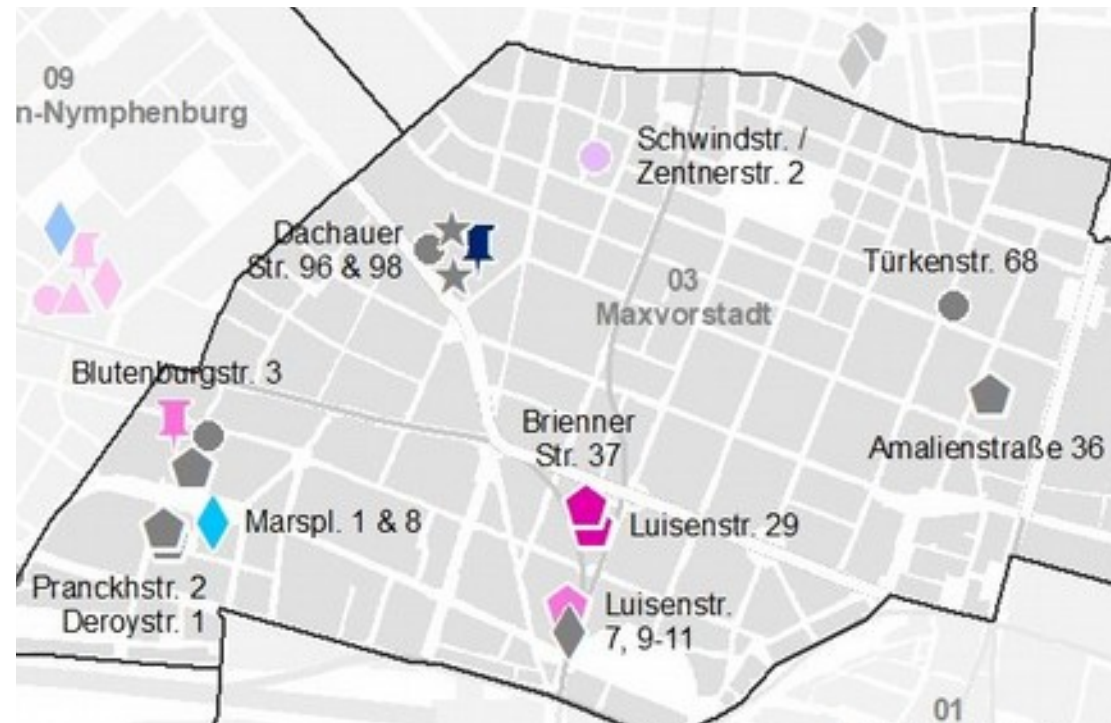 09
n-Nymphenburg
Schwindstr. /
Zentnerstr. 2
Dachauer
Str. 96 & 98
Türkenstr. 68
03
Maxvorstadt
Blutenburgstr. 3
Brienner
Str. 37
Amalienstraße 36
Marspl. 1 & 8
Luisenstr. 29
Pranckhstr. 2
Deroystr. 1
Luisenstr.
7, 9-11
01